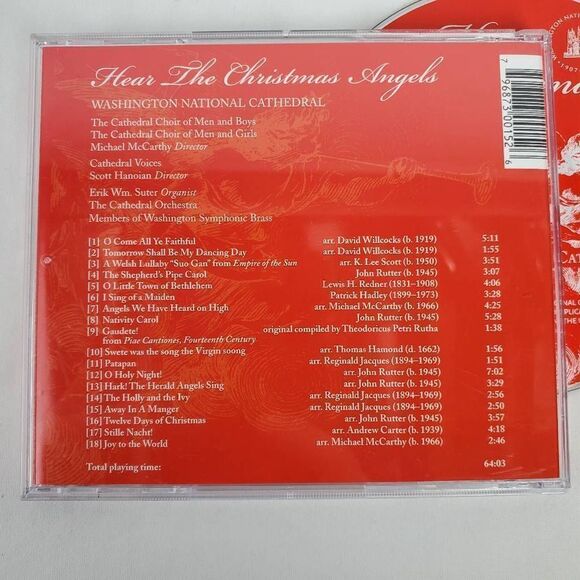 Hear The Christmas Angels
WASHINGTON NATIONAL CATHEDRAL
The Cathedral Choir of Men and Boys
The Cathedral Choir of Men and Girls
Michael McCarthy Director
Cathedral Voices
Scott Hanoian Director
Erik Wm. Suter Organist
The Cathedral Orchestra
Members of Washington Symphonic Brass
7 96873 00152 6
[1] O Come All Ye Faithful arr. David Willcocks (b. 1919) 5:11
[2] Tomorrow Shall Be My Dancing Day arr. David Willcocks (b. 1919) 1:55
[3] A Welsh Lullaby "Suo Gan" from Empire of the Sun arr. K. Lee Scott (b. 1950) 3:51
[4] The Shepherd's Pipe Carol John Rutter (b. 1945) 3:07
[5] O Little Town of Bethlehem Lewis H. Redner (1831–1908) 4:06
[6] I Sing of a Maiden Patrick Hadley (1899–1973) 3:28
[7] Angels We Have Heard on High arr. Michael McCarthy (b. 1966) 4:25
[8] Nativity Carol John Rutter (b. 1945) 5:28
[9] Gaudete! original compiled by Theodoricus Petri Rutha 1:38
from Piae Cantiones, Fourteenth Century
[10] Swete was the song the Virgin soong arr. Thomas Hamond (d. 1662) 1:56
[11] Patapan arr. Reginald Jacques (1894–1969) 1:51
[12] O Holy Night! arr. John Rutter (b. 1945) 7:02
[13] Hark! The Herald Angels Sing arr. John Rutter (b. 1945) 3:29
[14] The Holly and the Ivy arr. Reginald Jacques (1894–1969) 2:56
[15] Away In A Manger arr. Reginald Jacques (1894–1969) 2:50
[16] Twelve Days of Christmas arr. John Rutter (b. 1945) 3:57
[17] Stille Nacht! arr. Andrew Carter (b. 1939) 4:18
[18] Joy to the World arr. Michael McCarthy (b. 1966) 2:46
Total playing time: 64:03